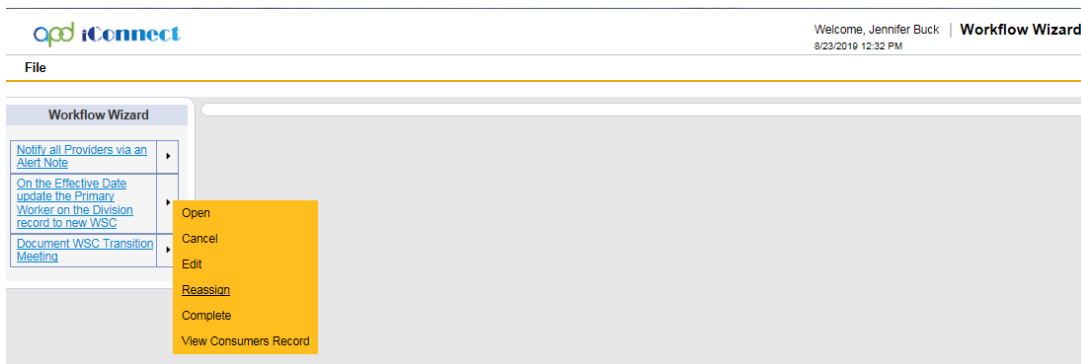 apd iConnect
Welcome, Jennifer Buck | Workflow Wizard
8/23/2019 12:32 PM
File
Workflow Wizard
Notify all Providers via an
Alert Note
On the Effective Date
update the Primary
Worker on the Division
record to new WSC
Document WSC Transition
Meeting
Open
Cancel
Edit
Reassign
Complete
View Consumers Record